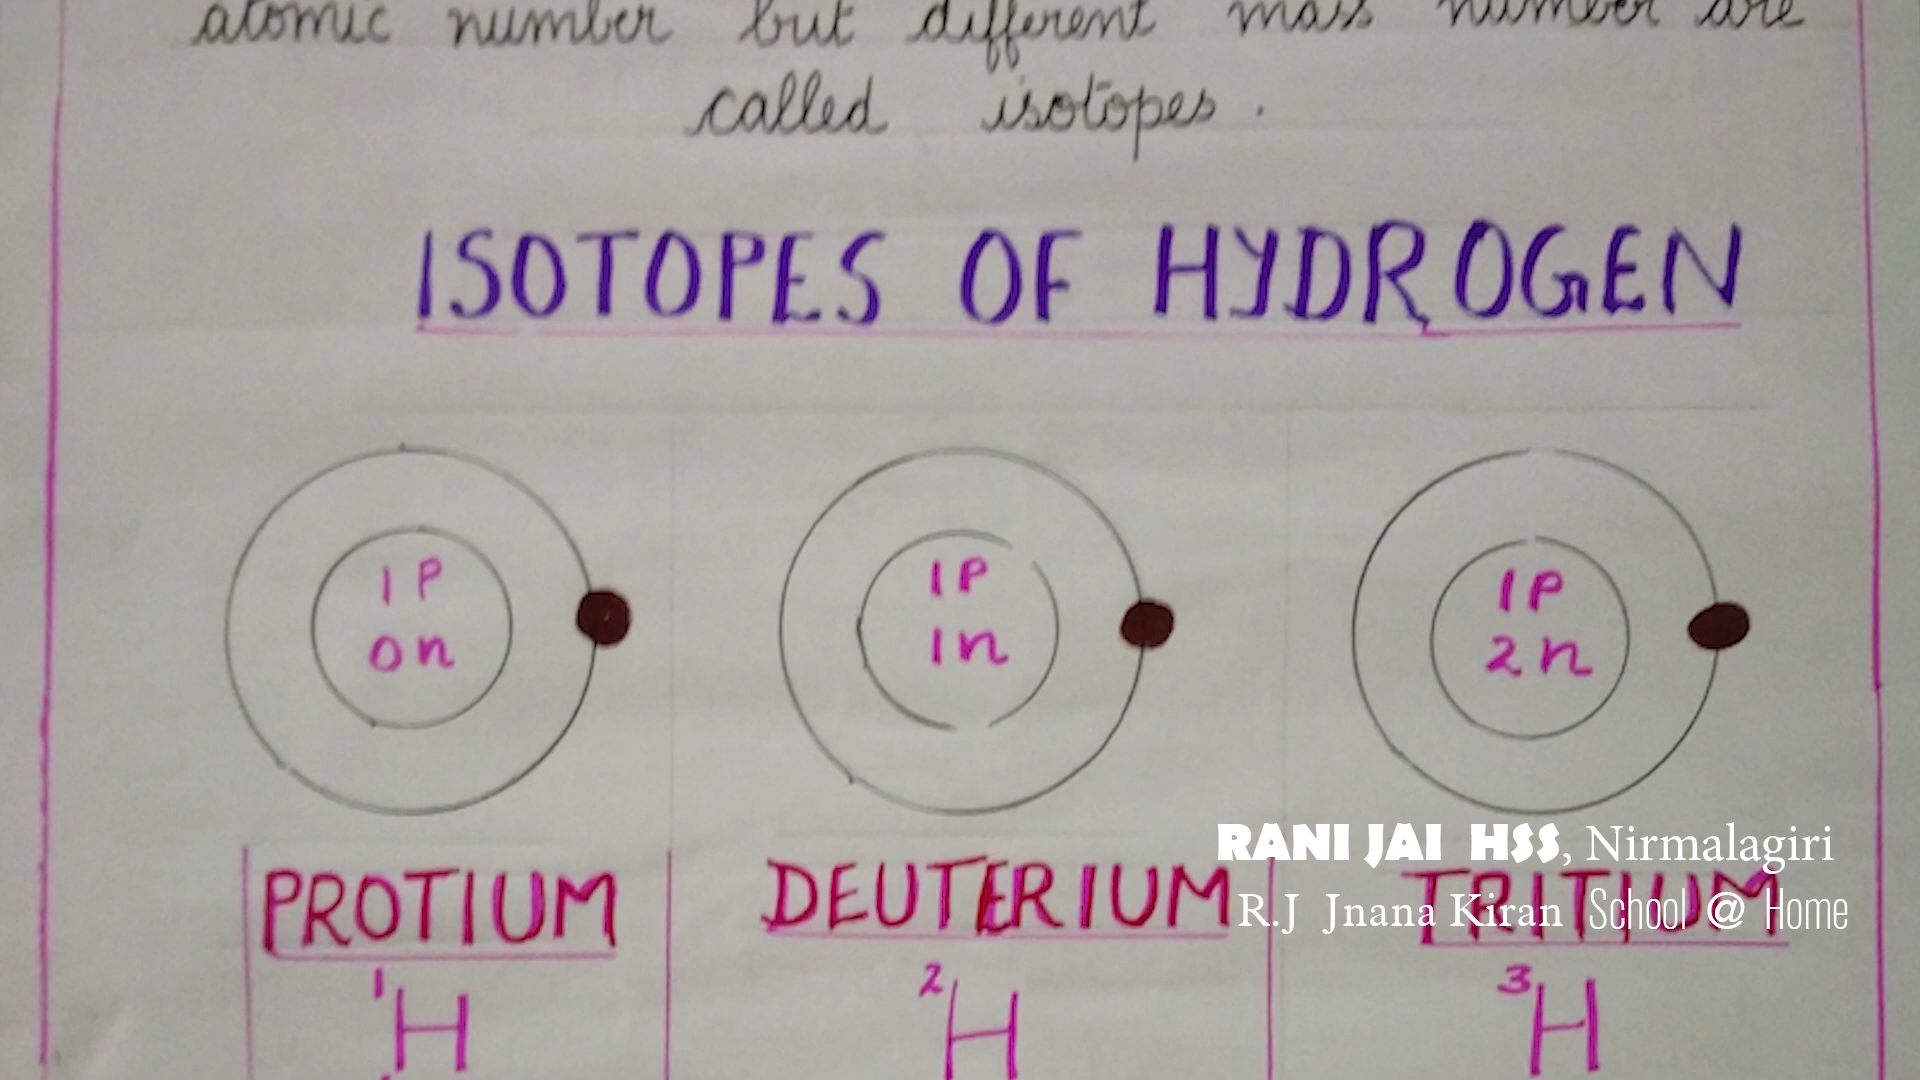 atomic number but different mass number are
called isotopes.
ISOTOPES OF HYDROGEN
1P
0n
1P
1n
1P
2n
RANI JAI HSS, Nirmalagiri
R.J Jnana Kiran School @ Home
PROTIUM
DEUTERIUM
TRITIUM
1H
2H
3H